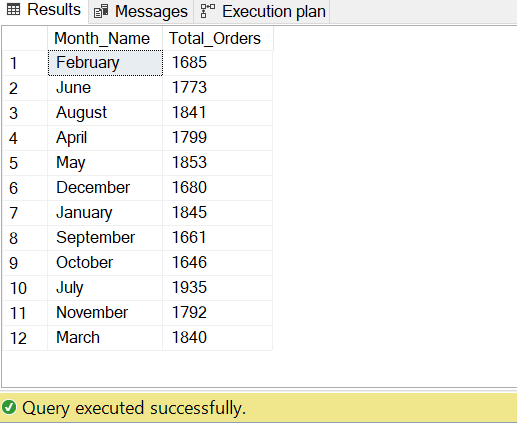 Results Messages Execution plan
Month_Name Total_Orders
1 February 1685
2 June 1773
3 August 1841
4 April 1799
5 May 1853
6 December 1680
7 January 1845
8 September 1661
9 October 1646
10 July 1935
11 November 1792
12 March 1840
Query executed successfully.